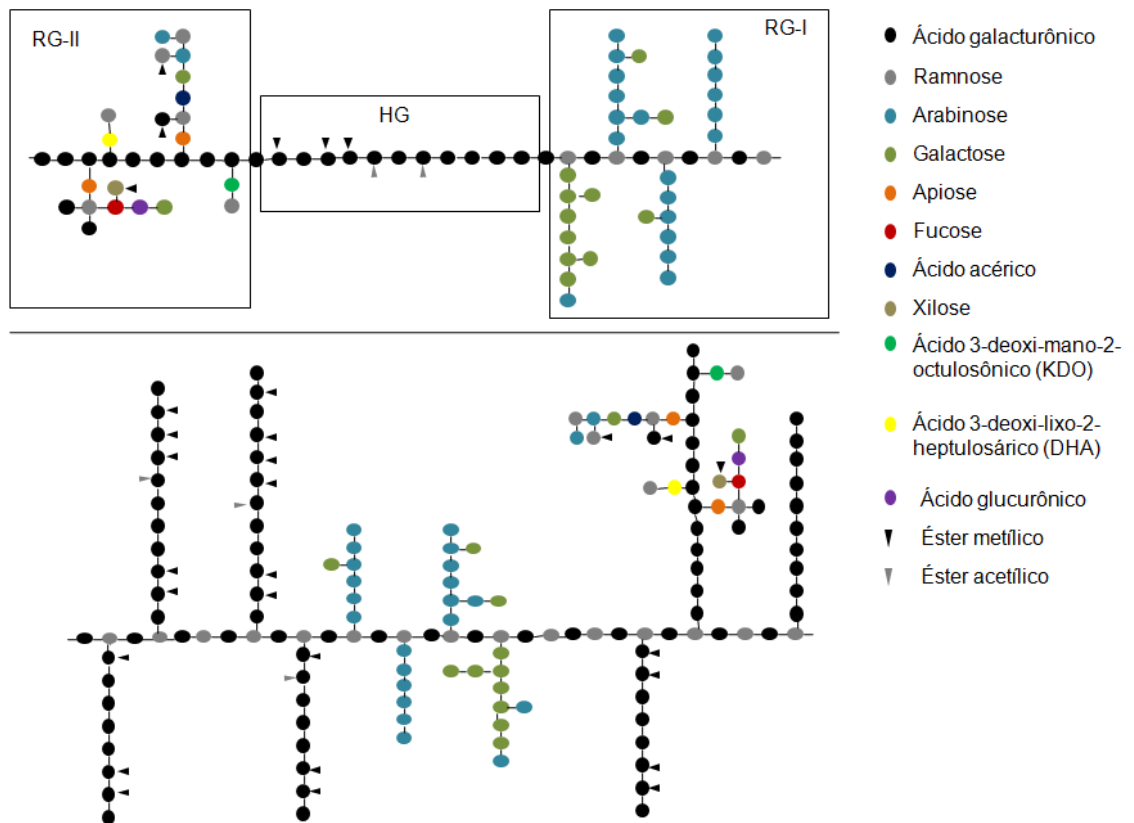 RG-II
HG
RG-I
Ácido galacturônico
Ramnose
Arabinose
Galactose
Apiose
Fucose
Ácido acérico
Xilose
Ácido 3-deoxi-mano-2-
octulosônico (KDO)
Ácido 3-deoxi-lixo-2-
heptulosárico (DHA)
Ácido glucurônico
Éster metílico
Éster acetílico